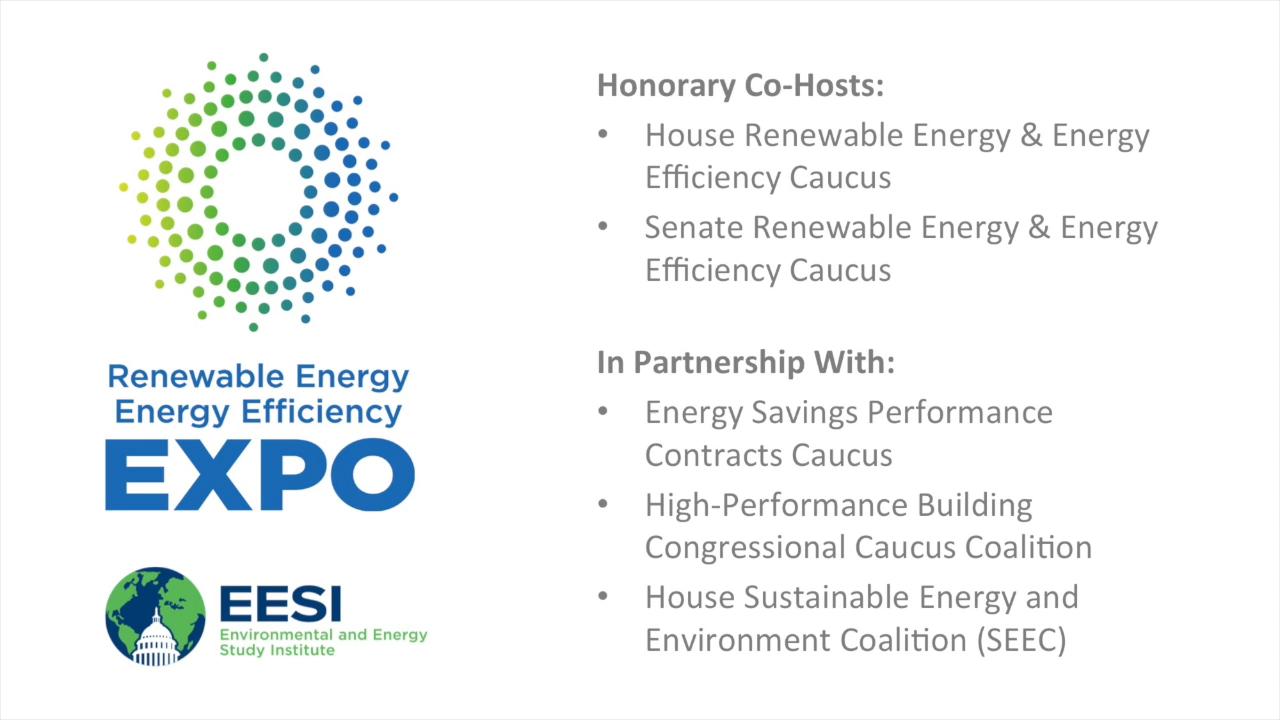 Renewable Energy
Energy Efficiency
EXPO
EESI
Environmental and Energy
Study Institute
Honorary Co-Hosts:
• House Renewable Energy & Energy
Efficiency Caucus
• Senate Renewable Energy & Energy
Efficiency Caucus
In Partnership With:
• Energy Savings Performance
Contracts Caucus
• High-Performance Building
Congressional Caucus Coalition
• House Sustainable Energy and
Environment Coalition (SEEC)